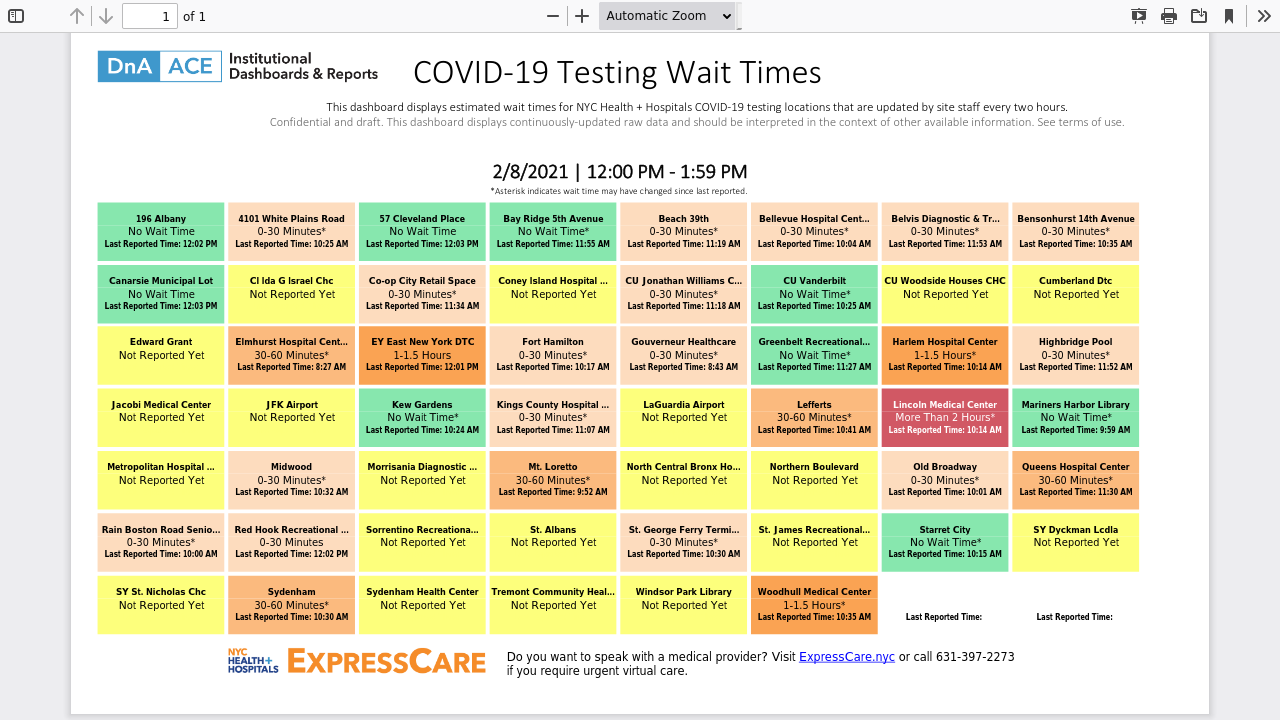 1 of 1 Automatic Zoom
DnA ACE Institutional
Dashboards & Reports
COVID-19 Testing Wait Times
This dashboard displays estimated wait times for NYC Health + Hospitals COVID-19 testing locations that are updated by site staff every two hours.
Confidential and draft. This dashboard displays continuously-updated raw data and should be interpreted in the context of other available information. See terms of use.
2/8/2021 | 12:00 PM - 1:59 PM
*Asterisk indicates wait time may have changed since last reported.
196 Albany
No Wait Time
Last Reported Time: 12:02 PM
4101 White Plains Road
0-30 Minutes*
Last Reported Time: 10:25 AM
57 Cleveland Place
No Wait Time
Last Reported Time: 12:03 PM
Bay Ridge 5th Avenue
No Wait Time*
Last Reported Time: 11:55 AM
Beach 39th
0-30 Minutes*
Last Reported Time: 11:19 AM
Bellevue Hospital Cent...
0-30 Minutes*
Last Reported Time: 10:04 AM
Belvis Diagnostic & Tr...
0-30 Minutes*
Last Reported Time: 11:53 AM
Bensonhurst 14th Avenue
0-30 Minutes*
Last Reported Time: 10:35 AM
Canarsie Municipal Lot
No Wait Time
Last Reported Time: 12:03 PM
Cl Ida G Israel Chc
Not Reported Yet
Co-op City Retail Space
0-30 Minutes*
Last Reported Time: 11:34 AM
Coney Island Hospital ...
Not Reported Yet
CU Jonathan Williams C...
0-30 Minutes*
Last Reported Time: 11:18 AM
CU Vanderbilt
No Wait Time*
Last Reported Time: 10:25 AM
CU Woodside Houses CHC
Not Reported Yet
Cumberland Dtc
Not Reported Yet
Edward Grant
Not Reported Yet
Elmhurst Hospital Cent...
30-60 Minutes*
Last Reported Time: 8:27 AM
EY East New York DTC
1-1.5 Hours
Last Reported Time: 12:01 PM
Fort Hamilton
0-30 Minutes*
Last Reported Time: 10:17 AM
Gouverneur Healthcare
0-30 Minutes*
Last Reported Time: 8:43 AM
Greenbelt Recreational...
No Wait Time*
Last Reported Time: 11:27 AM
Harlem Hospital Center
1-1.5 Hours*
Last Reported Time: 10:14 AM
Highbridge Pool
0-30 Minutes*
Last Reported Time: 11:52 AM
Jacobi Medical Center
Not Reported Yet
JFK Airport
Not Reported Yet
Kew Gardens
No Wait Time*
Last Reported Time: 10:24 AM
Kings County Hospital ...
0-30 Minutes*
Last Reported Time: 11:07 AM
LaGuardia Airport
Not Reported Yet
Lefferts
30-60 Minutes*
Last Reported Time: 10:41 AM
Lincoln Medical Center
More Than 2 Hours*
Last Reported Time: 10:14 AM
Mariners Harbor Library
No Wait Time*
Last Reported Time: 9:59 AM
Metropolitan Hospital ...
Not Reported Yet
Midwood
0-30 Minutes*
Last Reported Time: 10:32 AM
Morrisania Diagnostic ...
Not Reported Yet
Mt. Loretto
30-60 Minutes*
Last Reported Time: 9:52 AM
North Central Bronx Ho...
Not Reported Yet
Northern Boulevard
Not Reported Yet
Old Broadway
0-30 Minutes*
Last Reported Time: 10:01 AM
Queens Hospital Center
30-60 Minutes*
Last Reported Time: 11:30 AM
Rain Boston Road Senio...
0-30 Minutes*
Last Reported Time: 10:00 AM
Red Hook Recreational ...
0-30 Minutes
Last Reported Time: 12:02 PM
Sorrentino Recreationa...
Not Reported Yet
St. Albans
Not Reported Yet
St. George Ferry Termi...
0-30 Minutes*
Last Reported Time: 10:30 AM
St. James Recreational...
Not Reported Yet
Starret City
No Wait Time*
Last Reported Time: 10:15 AM
SY Dyckman Lcdla
Not Reported Yet
SY St. Nicholas Chc
Not Reported Yet
Sydenham
30-60 Minutes*
Last Reported Time: 10:30 AM
Sydenham Health Center
Not Reported Yet
Tremont Community Heal...
Not Reported Yet
Windsor Park Library
Not Reported Yet
Woodhull Medical Center
1-1.5 Hours*
Last Reported Time: 10:35 AM
Last Reported Time:
Last Reported Time:
NYC
HEALTH+
HOSPITALS
EXPRESSCARE
Do you want to speak with a medical provider? Visit ExpressCare.nyc or call 631-397-2273
if you require urgent virtual care.